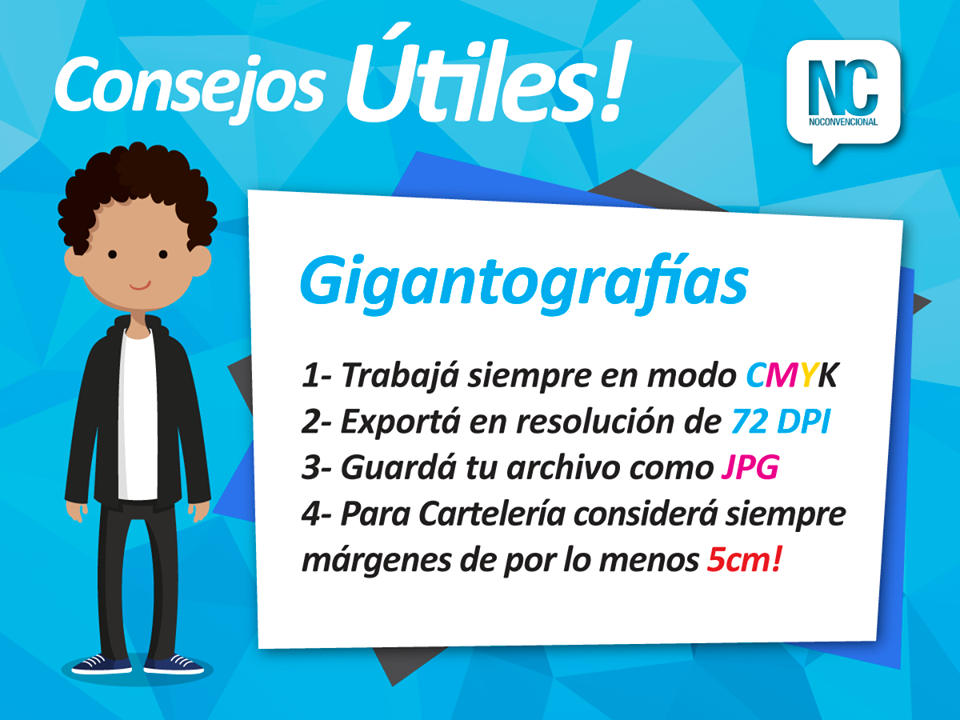 Consejos Útiles!
NC
NOCONVENCIONAL
Gigantografías
1- Trabajá siempre en modo CMYK
2- Exportá en resolución de 72 DPI
3- Guardá tu archivo como JPG
4- Para Cartelería considerá siempre
márgenes de por lo menos 5cm!